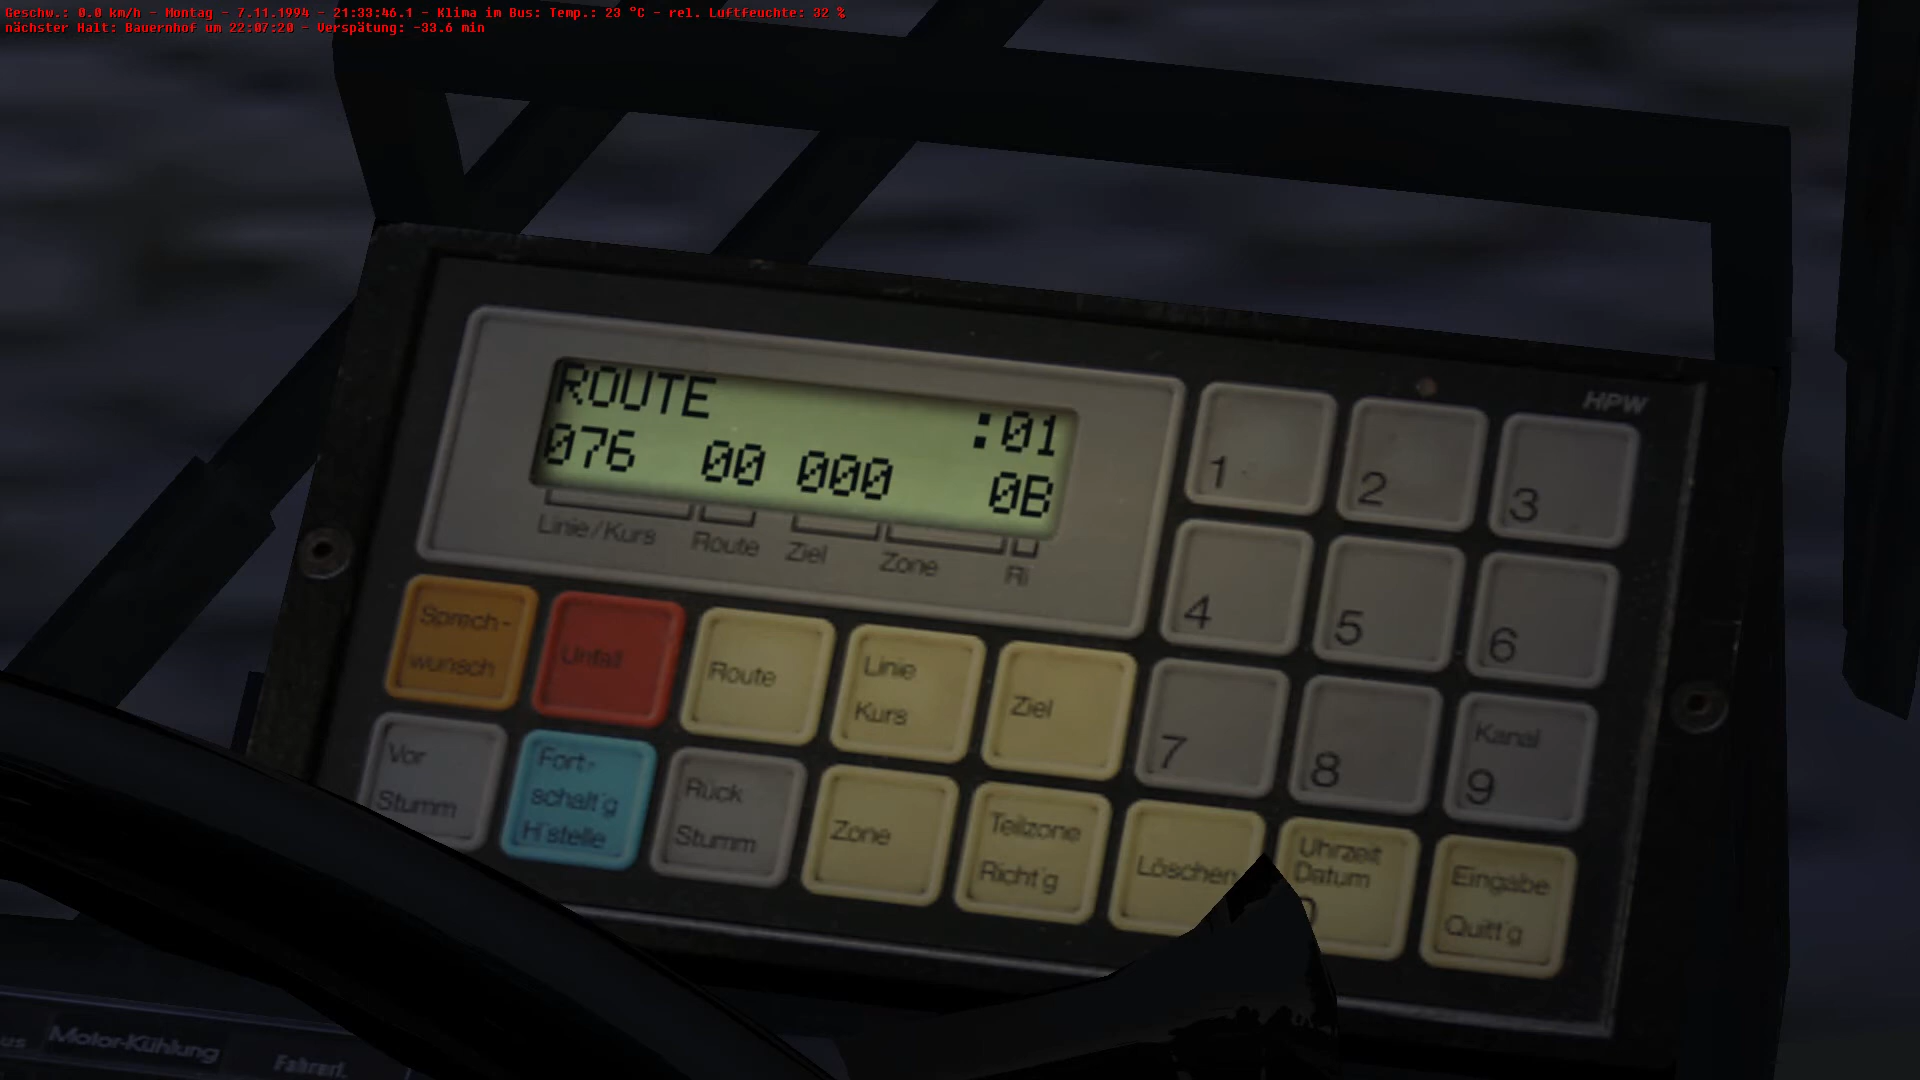 Geschw.: 0.0 km/h - Montag - 7.11.1994 - 21:33:46.1 - Klima im Bus: Temp.: 23 °C - rel. Luftfeuchte: 32 %
nächster Halt: Bauernhof um 22:07:20 - Verspätung: -33.6 min
HPW
ROUTE :01
076 00 000 0B
Linie/Kurs Route Ziel Zone Ri
1 2 3
4 5 6
Sprech-
wunsch
Unfall
Route
Linie
Kurs
Ziel
7
8
Kanal
9
Vor
Stumm
Fort-
schalt'g
H'stelle
Rück
Stumm
Zone
Teilzone
Richt'g
Löschen
Uhrzeit
Datum
0
Eingabe
Quitt'g
Motor-Kühlung